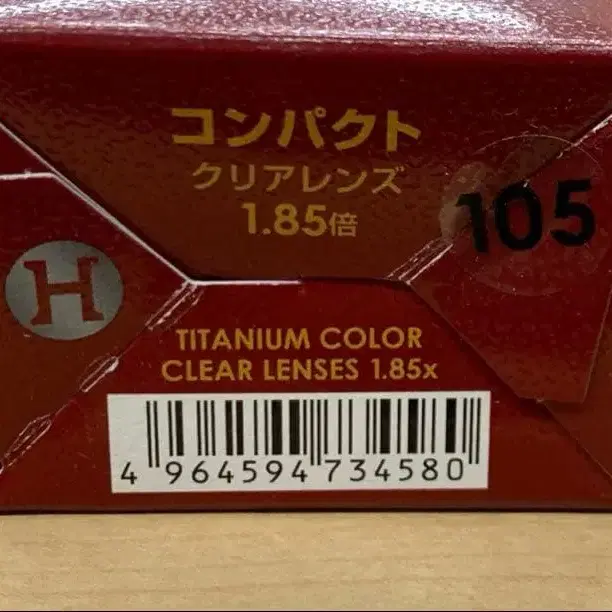 コンパクト
クリアレンズ
1.85倍
105
H
TITANIUM COLOR
CLEAR LENSES 1.85x
4 964594 734580